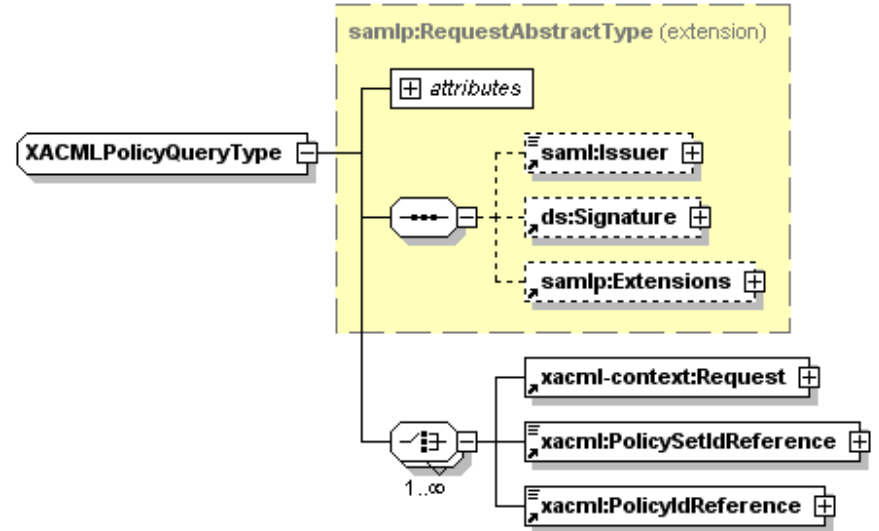 samlp:RequestAbstractType (extension)
attributes
XACMLPolicyQueryType
saml:Issuer
ds:Signature
samlp:Extensions
xacml-context:Request
xacml:PolicySetIdReference
1..∞
xacml:PolicyIdReference